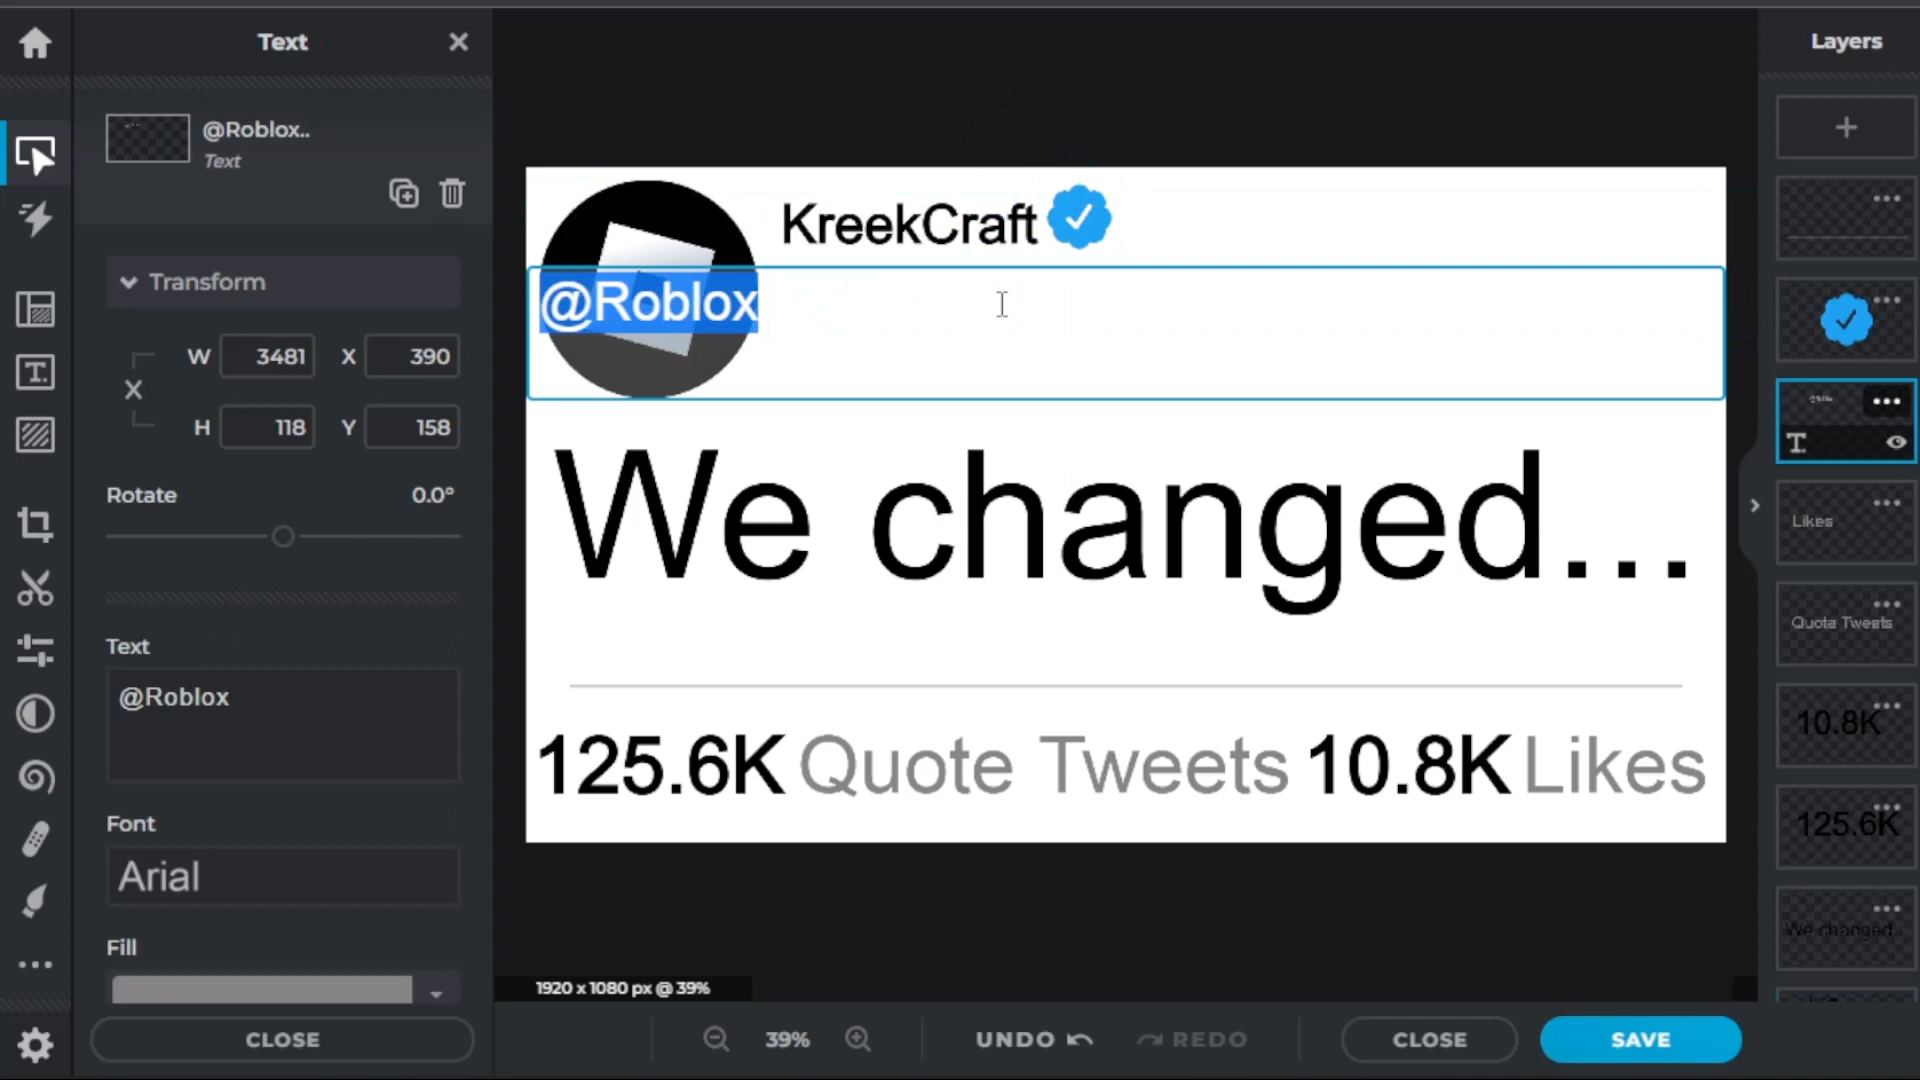 Text
@Roblox..
Text
Transform
W 3481 X 390
X
H 118 Y 158
Rotate 0.0°
Text
@Roblox
Font
Arial
Fill
CLOSE
KreekCraft
@Roblox
We changed...
125.6K Quote Tweets 10.8K Likes
1920 x 1080 px @ 39%
39%
UNDO
REDO
CLOSE
SAVE
Layers
T.
Likes
Quote Tweets
10.8K
125.6K
We changed...